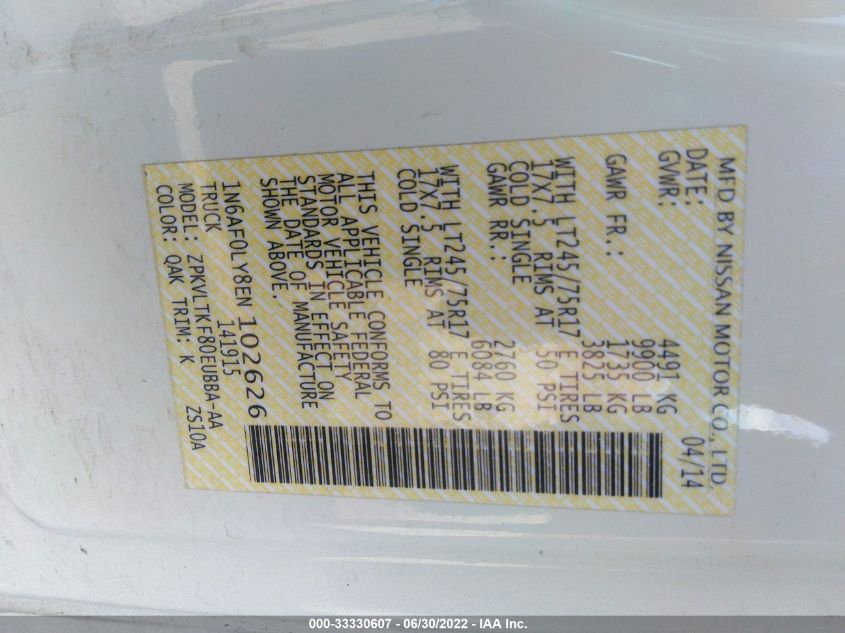 MFD BY NISSAN MOTOR CO., LTD.
DATE: 04/14
GVWR: 4491 KG
9900 LB
GAWR FR.: 1735 KG
3825 LB
WITH LT245/75R17 E TIRES
17X7.5 RIMS AT 50 PSI
COLD SINGLE
GAWR RR.: 2760 KG
6084 LB
WITH LT245/75R17 E TIRES
17X7.5 RIMS AT 80 PSI
COLD SINGLE
THIS VEHICLE CONFORMS TO
ALL APPLICABLE FEDERAL
MOTOR VEHICLE SAFETY
STANDARDS IN EFFECT ON
THE DATE OF MANUFACTURE
SHOWN ABOVE.
1N6AF0LY8EN102626
TRUCK 141915
MODEL: ZPKVLTKF80EUBBA-AA
COLOR: QAK TRIM: K ZS10A
000-33330607 - 06/30/2022 - IAA Inc.